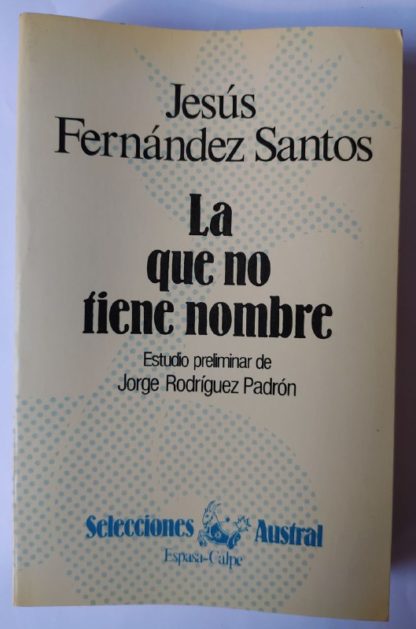 Jesús
Fernández Santos
La
que no
tiene nombre
Estudio preliminar de
Jorge Rodríguez Padrón
Selecciones Austral
Espasa-Calpe